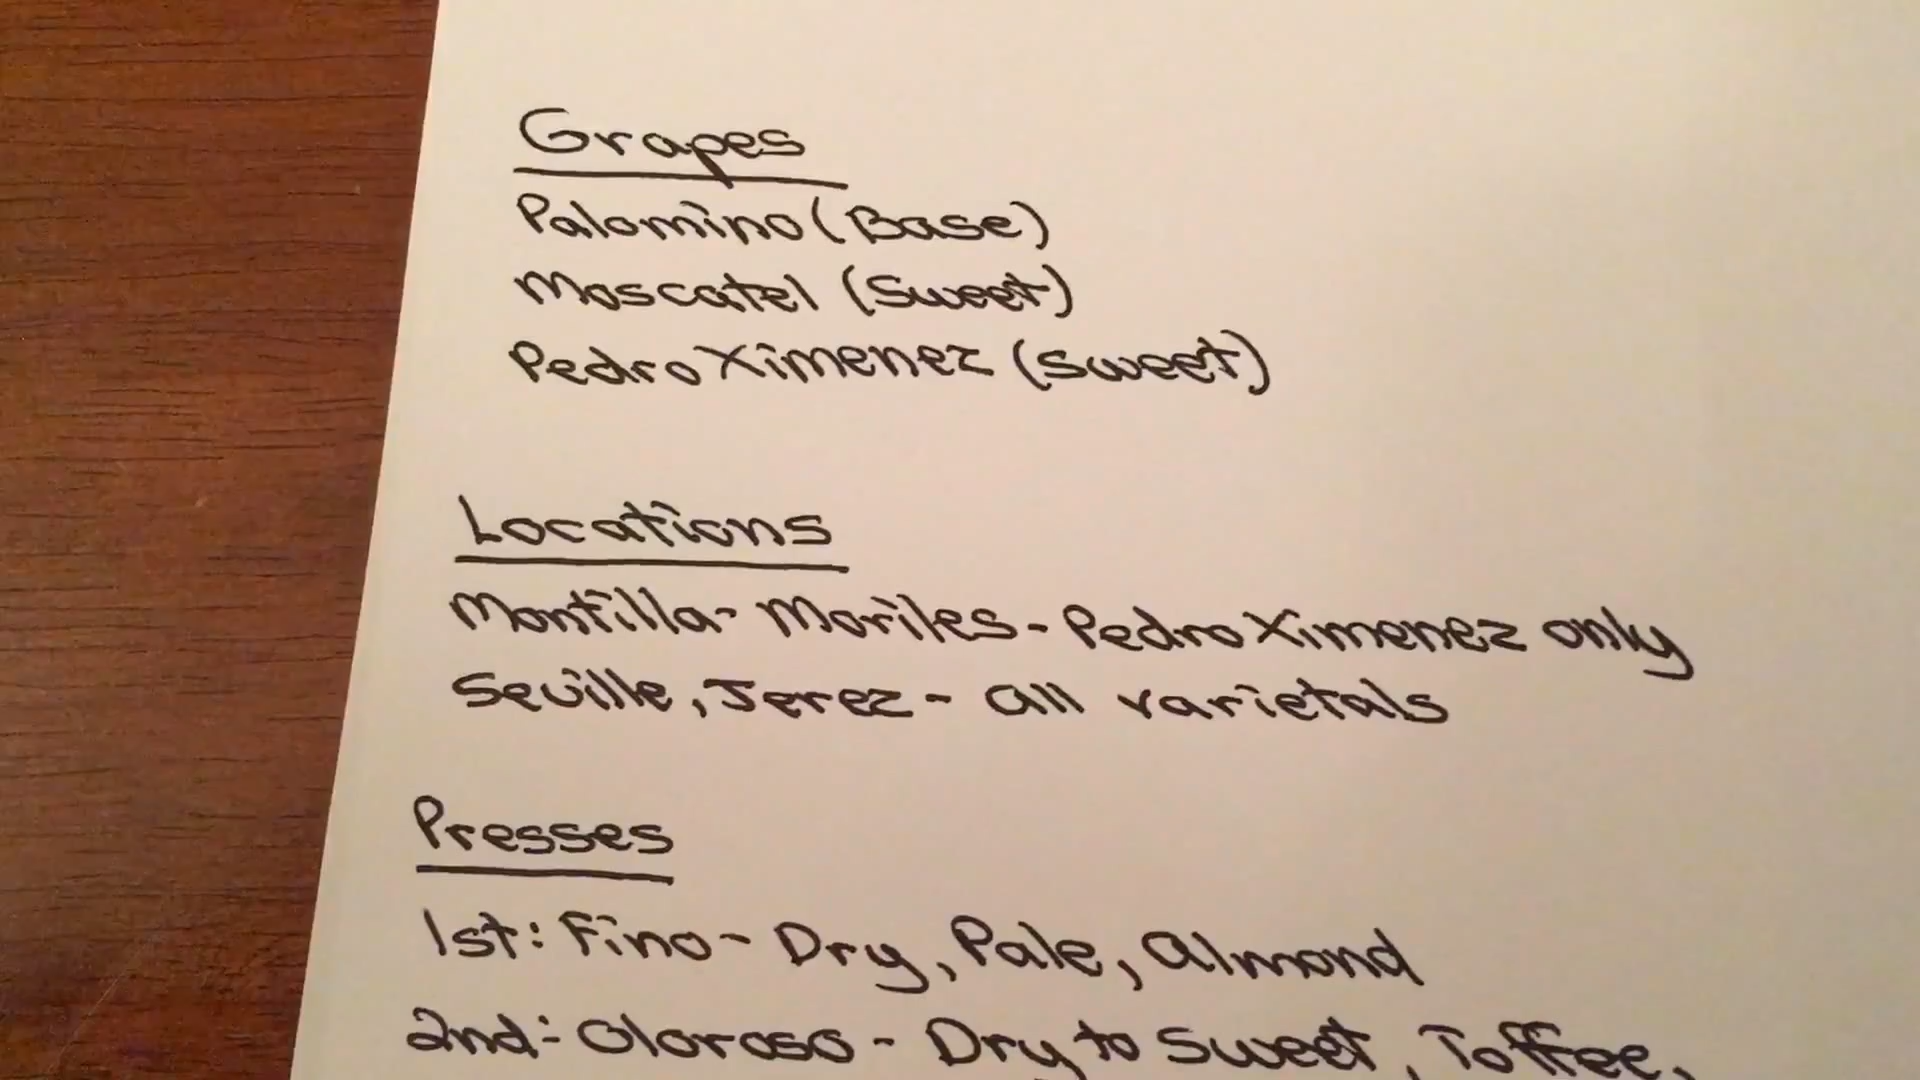 Grapes
Palomino (Base)
Moscatel (Sweet)
Pedro Ximenez (Sweet)
Locations
Montilla-Moriles-Pedro Ximenez only
Seville, Jerez - all varietals
Presses
1st: Fino - Dry, Pale, Almond
2nd: Oloroso - Dry to Sweet, Toffee,